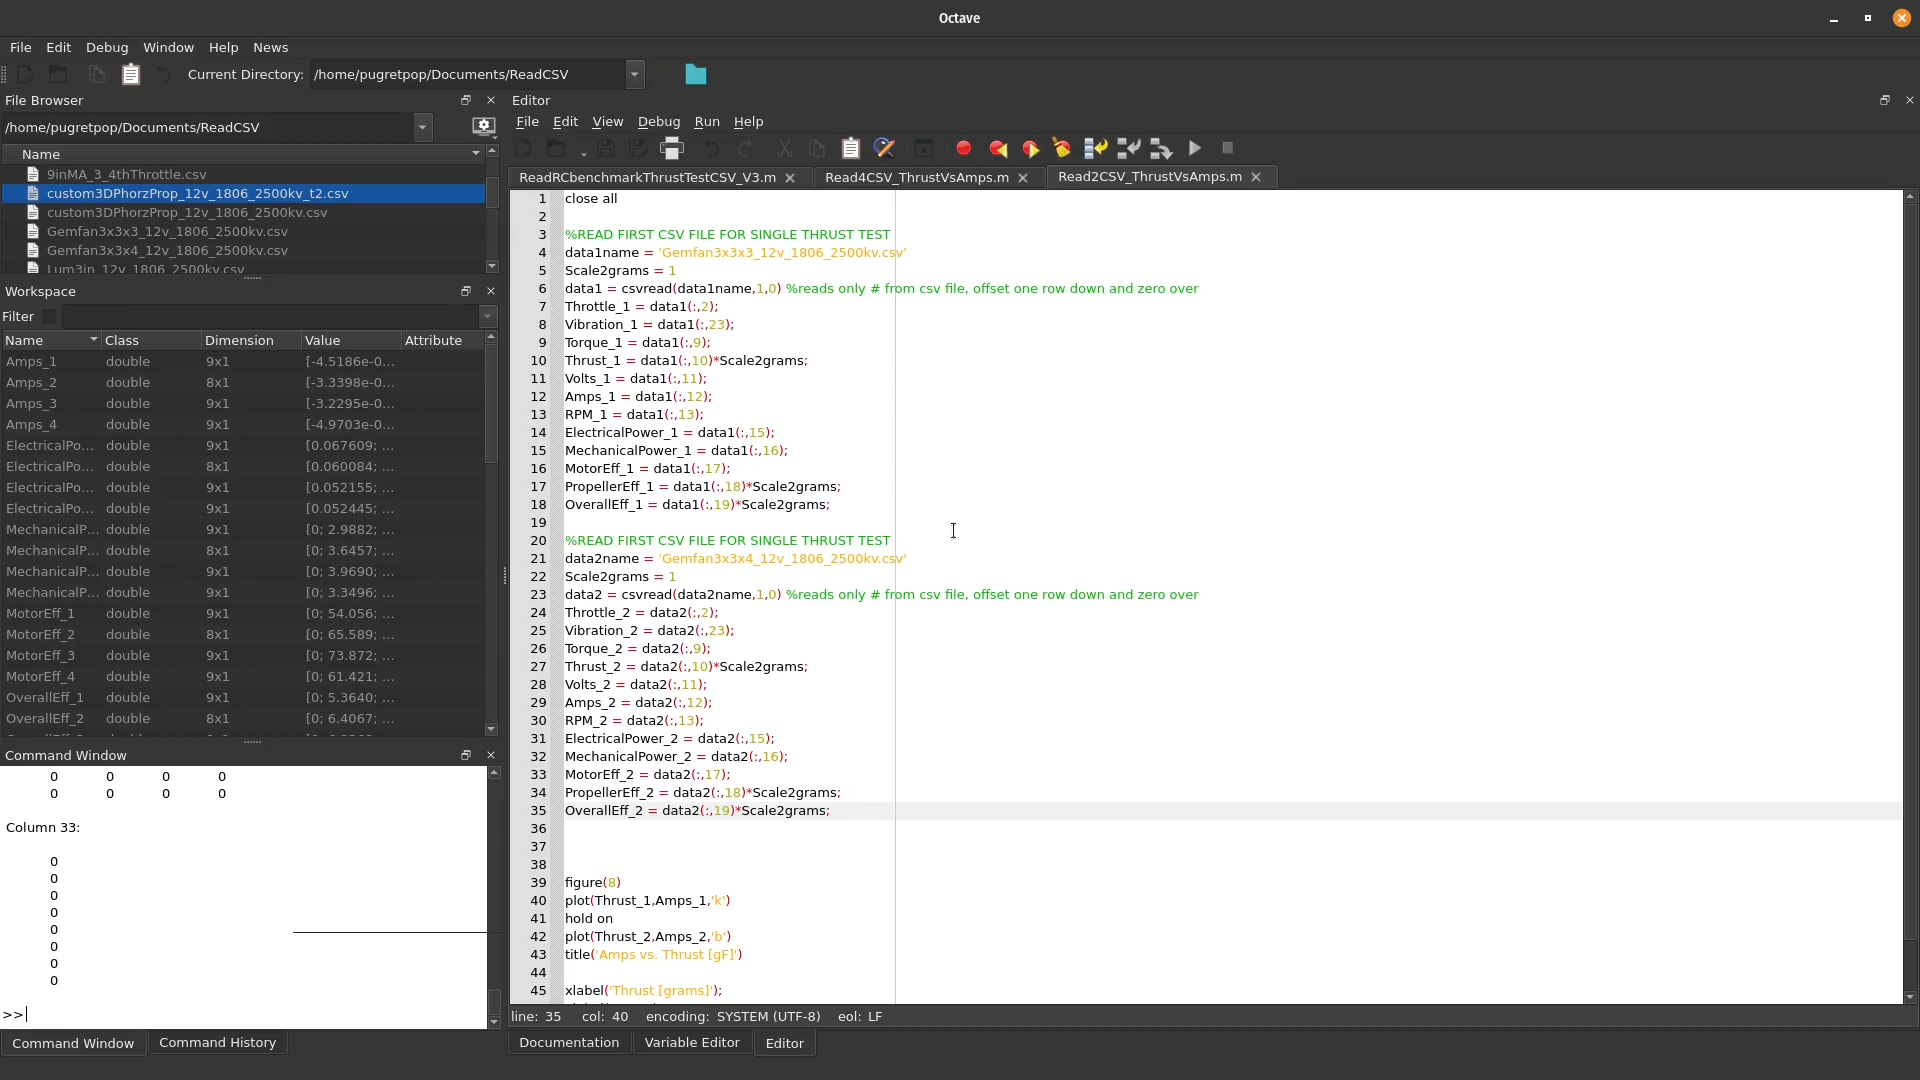 Octave
File Edit Debug Window Help News
Current Directory: /home/pugretpop/Documents/ReadCSV
File Browser
/home/pugretpop/Documents/ReadCSV
Name
9inMA_3_4thThrottle.csv
custom3DPhorzProp_12v_1806_2500kv_t2.csv
custom3DPhorzProp_12v_1806_2500kv.csv
Gemfan3x3x3_12v_1806_2500kv.csv
Gemfan3x3x4_12v_1806_2500kv.csv
Lum3in_12v_1806_2500kv.csv
Workspace
Filter
Name Class Dimension Value Attribute
Amps_1 double 9x1 [-4.5186e-0...
Amps_2 double 8x1 [-3.3398e-0...
Amps_3 double 9x1 [-3.2295e-0...
Amps_4 double 9x1 [-4.9703e-0...
ElectricalPo... double 9x1 [0.067609; ...
ElectricalPo... double 8x1 [0.060084; ...
ElectricalPo... double 9x1 [0.052155; ...
ElectricalPo... double 9x1 [0.052445; ...
MechanicalP... double 9x1 [0; 2.9882; ...
MechanicalP... double 8x1 [0; 3.6457; ...
MechanicalP... double 9x1 [0; 3.9690; ...
MechanicalP... double 9x1 [0; 3.3496; ...
MotorEff_1 double 9x1 [0; 54.056; ...
MotorEff_2 double 8x1 [0; 65.589; ...
MotorEff_3 double 9x1 [0; 73.872; ...
MotorEff_4 double 9x1 [0; 61.421; ...
OverallEff_1 double 9x1 [0; 5.3640; ...
OverallEff_2 double 8x1 [0; 6.4067; ...
Command Window
0 0 0 0
0 0 0 0
Column 33:
0
0
0
0
0
0
0
0
>>
Command Window Command History
Editor
File Edit View Debug Run Help
ReadRCbenchmarkThrustTestCSV_V3.m Read4CSV_ThrustVsAmps.m Read2CSV_ThrustVsAmps.m
1 close all
2
3 %READ FIRST CSV FILE FOR SINGLE THRUST TEST
4 data1name = 'Gemfan3x3x3_12v_1806_2500kv.csv'
5 Scale2grams = 1
6 data1 = csvread(data1name,1,0) %reads only # from csv file, offset one row down and zero over
7 Throttle_1 = data1(:,2);
8 Vibration_1 = data1(:,23);
9 Torque_1 = data1(:,9);
10 Thrust_1 = data1(:,10)*Scale2grams;
11 Volts_1 = data1(:,11);
12 Amps_1 = data1(:,12);
13 RPM_1 = data1(:,13);
14 ElectricalPower_1 = data1(:,15);
15 MechanicalPower_1 = data1(:,16);
16 MotorEff_1 = data1(:,17);
17 PropellerEff_1 = data1(:,18)*Scale2grams;
18 OverallEff_1 = data1(:,19)*Scale2grams;
19
20 %READ FIRST CSV FILE FOR SINGLE THRUST TEST
21 data2name = 'Gemfan3x3x4_12v_1806_2500kv.csv'
22 Scale2grams = 1
23 data2 = csvread(data2name,1,0) %reads only # from csv file, offset one row down and zero over
24 Throttle_2 = data2(:,2);
25 Vibration_2 = data2(:,23);
26 Torque_2 = data2(:,9);
27 Thrust_2 = data2(:,10)*Scale2grams;
28 Volts_2 = data2(:,11);
29 Amps_2 = data2(:,12);
30 RPM_2 = data2(:,13);
31 ElectricalPower_2 = data2(:,15);
32 MechanicalPower_2 = data2(:,16);
33 MotorEff_2 = data2(:,17);
34 PropellerEff_2 = data2(:,18)*Scale2grams;
35 OverallEff_2 = data2(:,19)*Scale2grams;
36
37
38
39 figure(8)
40 plot(Thrust_1,Amps_1,'k')
41 hold on
42 plot(Thrust_2,Amps_2,'b')
43 title('Amps vs. Thrust [gF]')
44
45 xlabel('Thrust [grams]');
line: 35 col: 40 encoding: SYSTEM (UTF-8) eol: LF
Documentation Variable Editor Editor